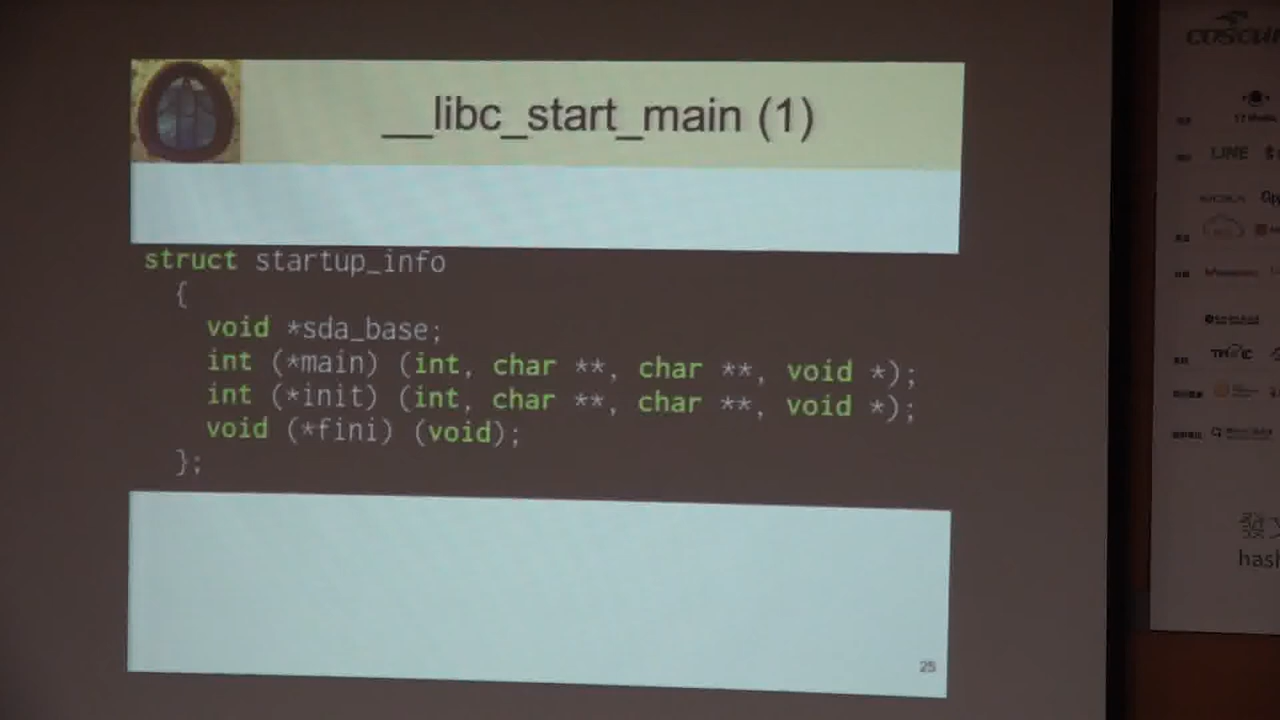 __libc_start_main (1)
struct startup_info
{
void *sda_base;
int (*main) (int, char **, char **, void *);
int (*init) (int, char **, char **, void *);
void (*fini) (void);
};
25
LINE